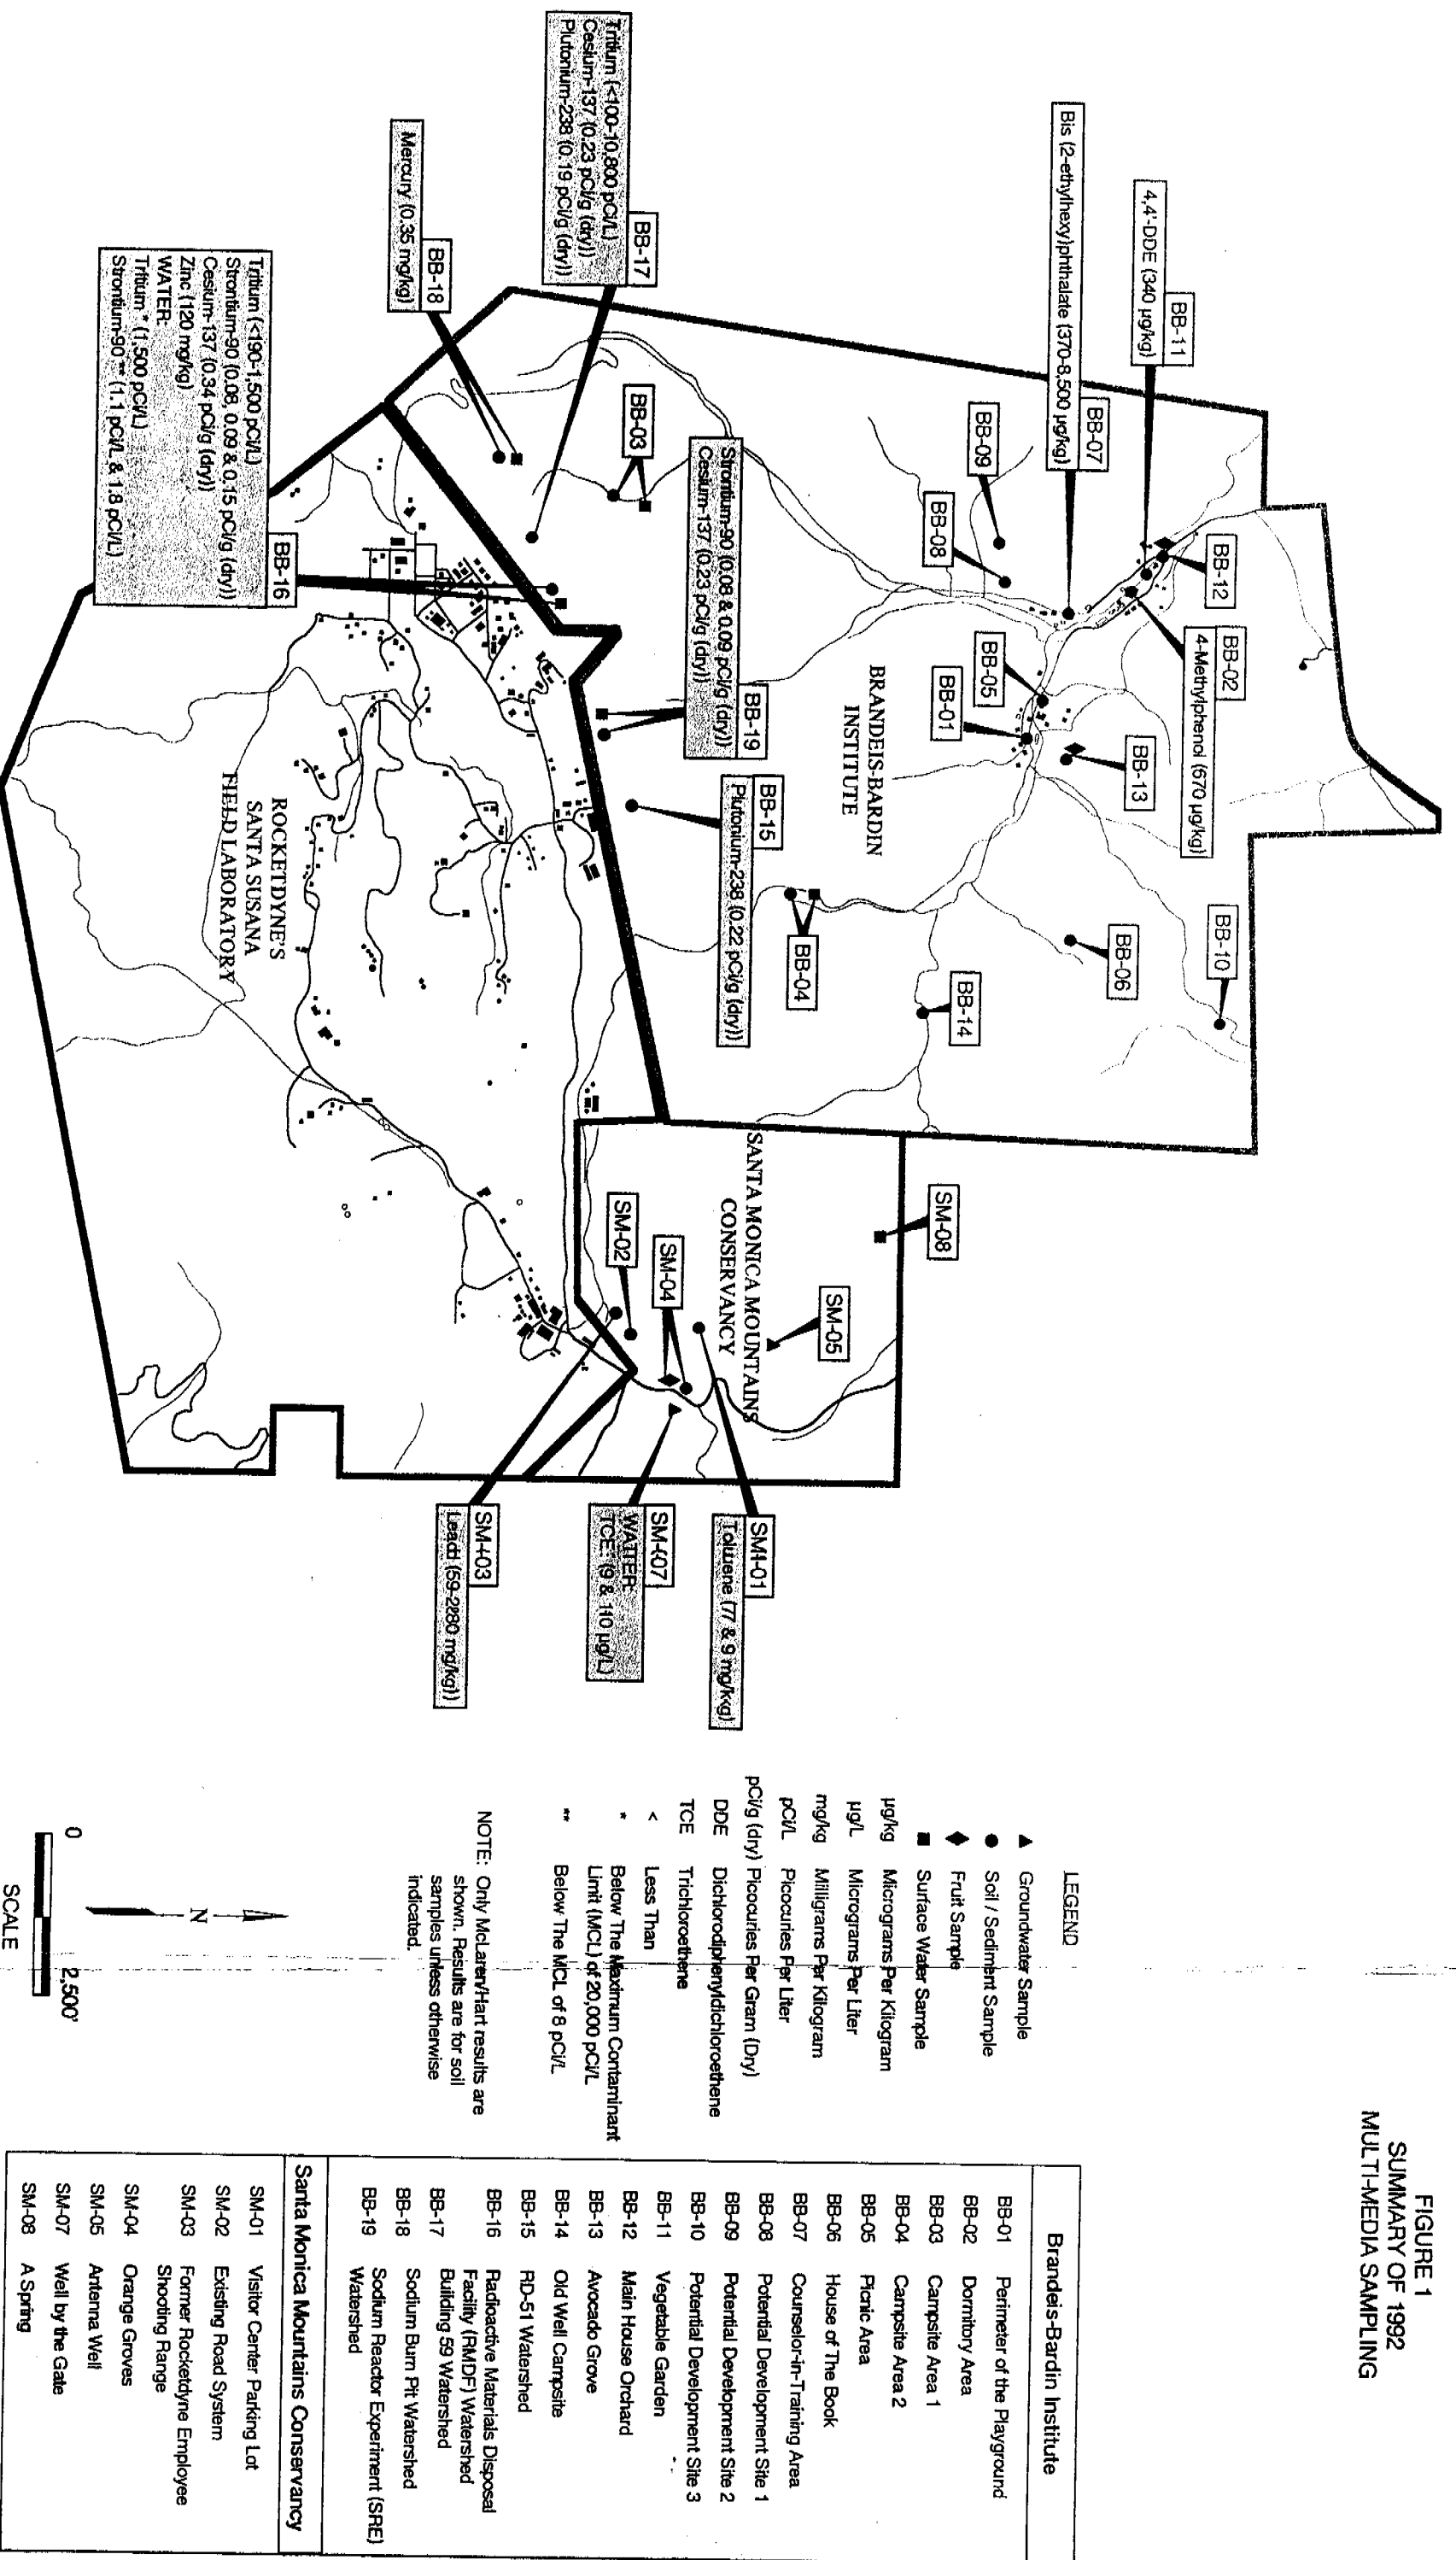 FIGURE 1
SUMMARY OF 1992
MULTI-MEDIA SAMPLING
BB-10
BB-11
4,4'-DDE (340 µg/kg)
BB-12
BB-02
4-Methylphenol (670 µg/kg)
BB-13
BB-06
BB-07
Bis (2-ethylhexy)phthalate (370-8,500 µg/kg)
BB-09
BB-08
BB-05
BB-01
BB-14
BRANDEIS-BARDIN
INSTITUTE
BB-04
BB-15
Plutonium-238 (0.22 pCi/g (dry))
BB-19
Strontium-90 (0.08 & 0.09 pCi/g (dry))
Cesium-137 (0.23 pCi/g (dry))
BB-03
BB-17
Tritium (<100-10,800 pCi/L)
Cesium-137 (0.23 pCi/g (dry))
Plutonium-238 (0.19 pCi/g (dry))
BB-18
Mercury (0.35 mg/kg)
BB-16
Tritium (<190-1,500 pCi/L)
Strontium-90 (0.08, 0.09 & 0.15 pCi/g (dry))
Cesium-137 (0.34 pCi/g (dry))
Zinc (120 mg/kg)
WATER:
Tritium * (1,500 pCi/L)
Strontium-90 ** (1.1 pCi/L & 1.8 pCi/L)
ROCKETDYNE'S
SANTA SUSANA
FIELD LABORATORY
SM-08
SM-05
SANTA MONICA MOUNTAINS
CONSERVANCY
SM-04
SM-02
SM1-01
Toluene (77 & 9 mg/kg)
SM-(07
WATER:
TCE: (9 & 110 µg/L)
SM-(03
Lead (59-2280 mg/kg))
LEGEND
Groundwater Sample
Soil / Sediment Sample
Fruit Sample
Surface Water Sample
µg/kg Micrograms Per Kilogram
µg/L Micrograms Per Liter
mg/kg Milligrams Per Kilogram
pCi/L Picocuries Per Liter
pCi/g (dry) Picocuries Per Gram (Dry)
DDE Dichlorodiphenyldichloroethene
TCE Trichloroethene
< Less Than
* Below The Maximum Contaminant
Limit (MCL) of 20,000 pCi/L
** Below The MCL of 8 pCi/L
NOTE: Only McLaren/Hart results are
shown. Results are for soil
samples unless otherwise
indicated.
N
0 2,500'
SCALE
Brandeis-Bardin Institute
BB-01 Perimeter of the Playground
BB-02 Dormitory Area
BB-03 Campsite Area 1
BB-04 Campsite Area 2
BB-05 Picnic Area
BB-06 House of The Book
BB-07 Counselor-in-Training Area
BB-08 Potential Development Site 1
BB-09 Potential Development Site 2
BB-10 Potential Development Site 3
BB-11 Vegetable Garden
BB-12 Main House Orchard
BB-13 Avocado Grove
BB-14 Old Well Campsite
BB-15 RD-51 Watershed
BB-16 Radioactive Materials Disposal
Facility (RMDF) Watershed
BB-17 Building 59 Watershed
BB-18 Sodium Burn Pit Watershed
BB-19 Sodium Reactor Experiment (SRE)
Watershed
Santa Monica Mountains Conservancy
SM-01 Visitor Center Parking Lot
SM-02 Existing Road System
SM-03 Former Rocketdyne Employee
Shooting Range
SM-04 Orange Groves
SM-05 Antenna Well
SM-07 Well by the Gate
SM-08 A Spring